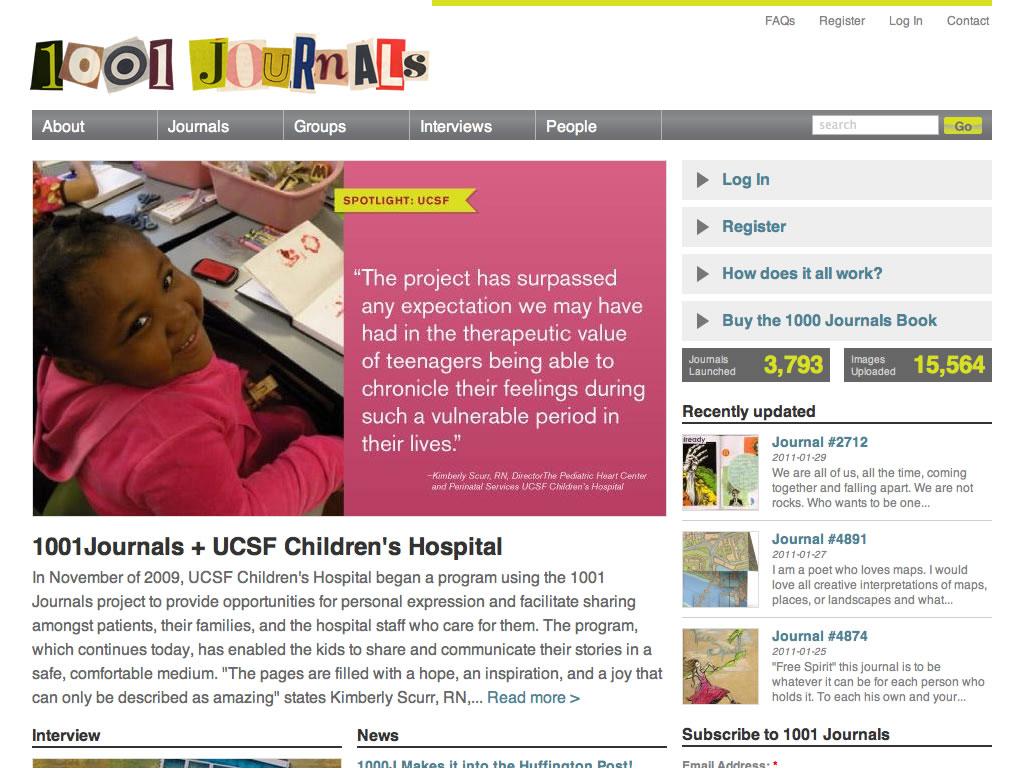 FAQs Register Log In Contact
1001 JOURNALs
About Journals Groups Interviews People search Go
SPOTLIGHT: UCSF
“The project has surpassed
any expectation we may have
had in the therapeutic value
of teenagers being able to
chronicle their feelings during
such a vulnerable period in
their lives.”
–Kimberly Scurr, RN, DirectorThe Pediatric Heart Center
and Perinatal Services UCSF Children's Hospital
1001Journals + UCSF Children's Hospital
In November of 2009, UCSF Children's Hospital began a program using the 1001
Journals project to provide opportunities for personal expression and facilitate sharing
amongst patients, their families, and the hospital staff who care for them. The program,
which continues today, has enabled the kids to share and communicate their stories in a
safe, comfortable medium. "The pages are filled with a hope, an inspiration, and a joy that
can only be described as amazing" states Kimberly Scurr, RN,... Read more >
Interview
News
1000J Makes it into the Huffington Post!
Log In
Register
How does it all work?
Buy the 1000 Journals Book
Journals
Launched
3,793
Images
Uploaded
15,564
Recently updated
lready
Journal #2712
2011-01-29
We are all of us, all the time, coming
together and falling apart. We are not
rocks. Who wants to be one...
Journal #4891
2011-01-27
I am a poet who loves maps. I would
love all creative interpretations of maps,
places, or landscapes and what...
Journal #4874
2011-01-25
"Free Spirit" this journal is to be
whatever it can be for each person who
holds it. To each his own and your...
Subscribe to 1001 Journals
Email Address: *